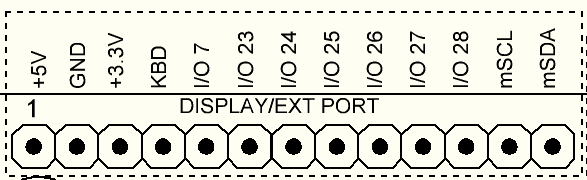 +5V
GND
+3.3V
KBD
I/O 7
I/O 23
I/O 24
I/O 25
I/O 26
I/O 27
I/O 28
mSCL
mSDA
1
DISPLAY/EXT PORT